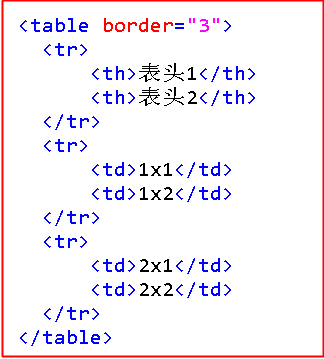 <table border="3">
<tr>
<th>表头1</th>
<th>表头2</th>
</tr>
<tr>
<td>1x1</td>
<td>1x2</td>
</tr>
<tr>
<td>2x1</td>
<td>2x2</td>
</tr>
</table>